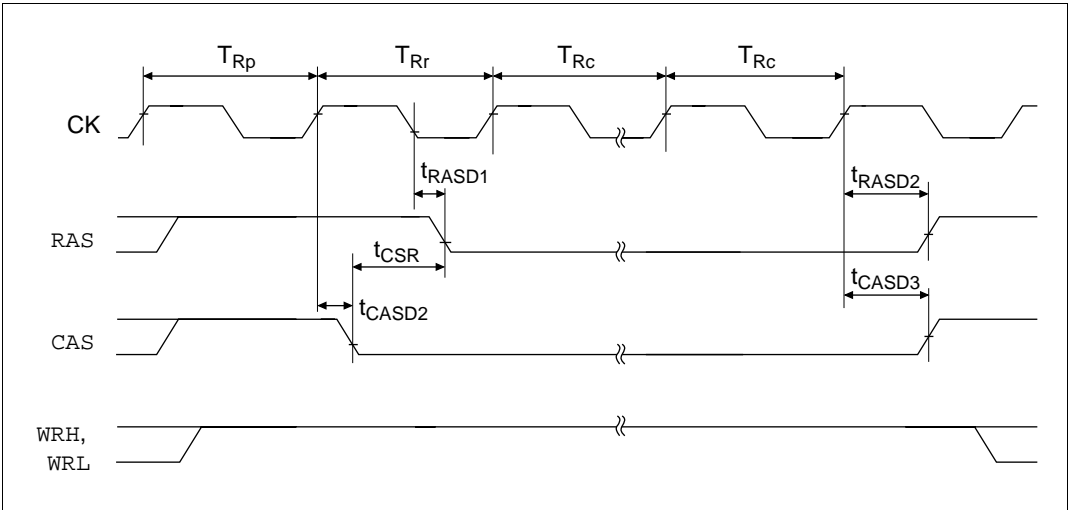 TRp TRr TRc TRc
CK
tRASD1 tRASD2
RAS
tCSR
tCASD3
tCASD2
CAS
WRH,
WRL